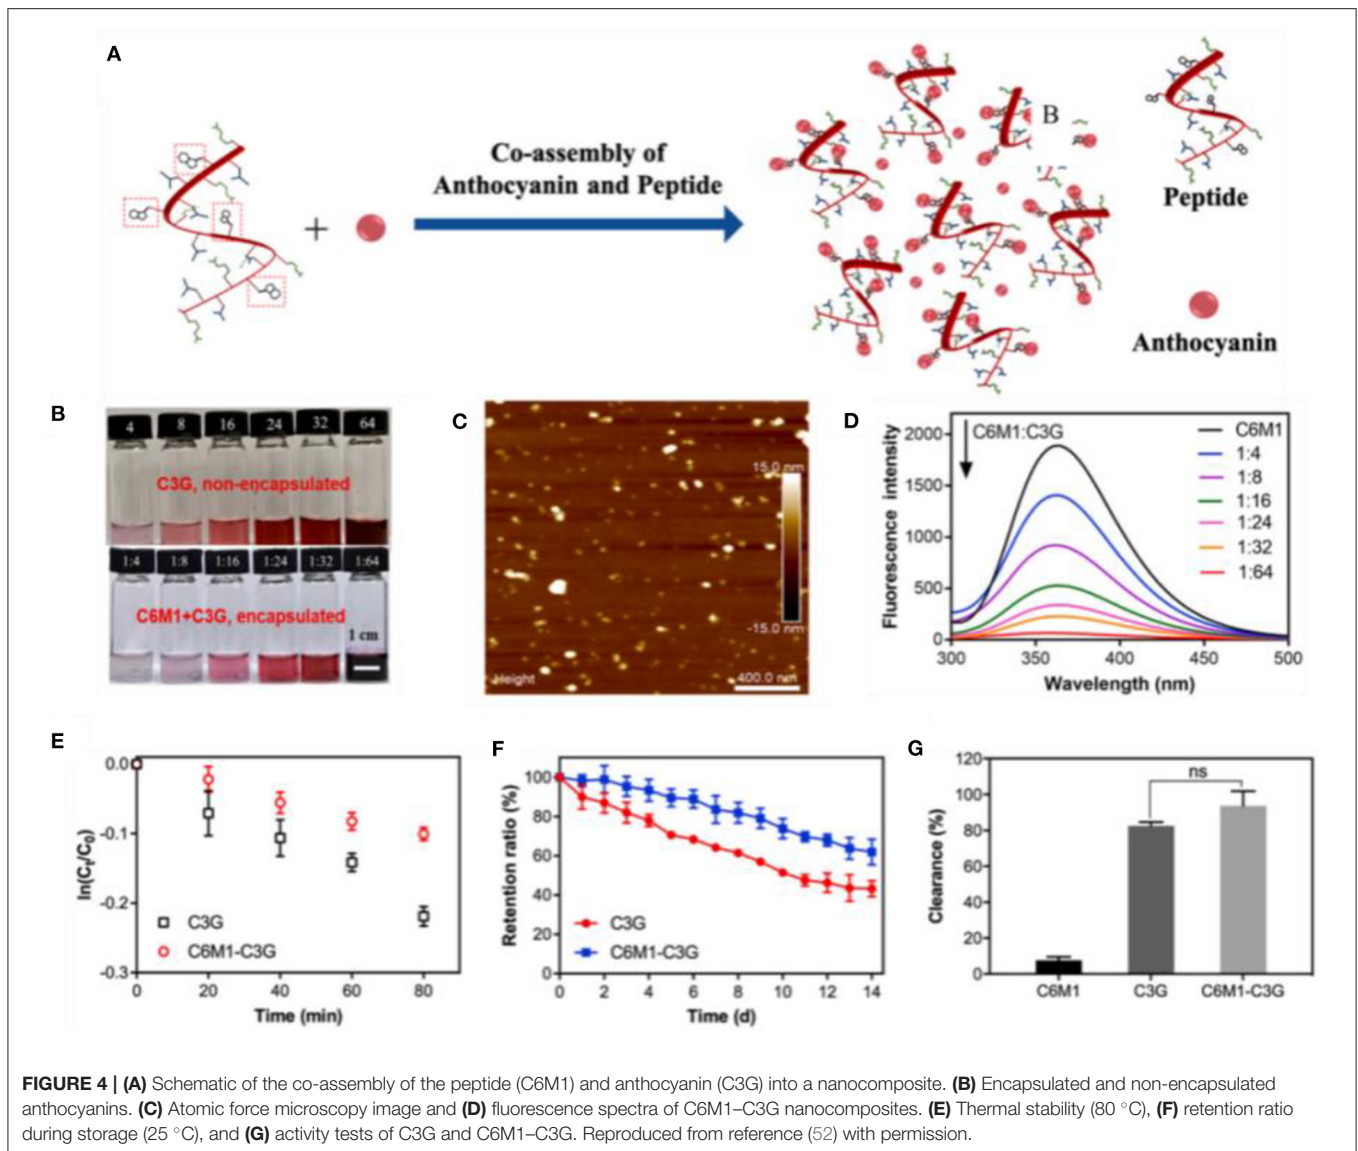 A
Co-assembly of
Anthocyanin and Peptide
+
B
Peptide
Anthocyanin
B
4 8 16 24 32 64
C3G, non-encapsulated
1:4 1:8 1:16 1:24 1:32 1:64
C6M1+C3G, encapsulated
1 cm
C
15.0 nm
-15.0 nm
Height
400.0 nm
D
Fluorescence intensity
2000
1500
1000
500
0
C6M1:C3G
C6M1
1:4
1:8
1:16
1:24
1:32
1:64
300 350 400 450 500
Wavelength (nm)
E
ln(Ct/C0)
0.0
-0.1
-0.2
-0.3
C3G
C6M1-C3G
0 20 40 60 80
Time (min)
F
Retention ratio (%)
100
80
60
40
20
0
C3G
C6M1-C3G
0 2 4 6 8 10 12 14
Time (d)
G
Clearance (%)
120
100
80
60
40
20
0
ns
C6M1 C3G C6M1-C3G
FIGURE 4 | (A) Schematic of the co-assembly of the peptide (C6M1) and anthocyanin (C3G) into a nanocomposite. (B) Encapsulated and non-encapsulated
anthocyanins. (C) Atomic force microscopy image and (D) fluorescence spectra of C6M1–C3G nanocomposites. (E) Thermal stability (80 °C), (F) retention ratio
during storage (25 °C), and (G) activity tests of C3G and C6M1–C3G. Reproduced from reference (52) with permission.